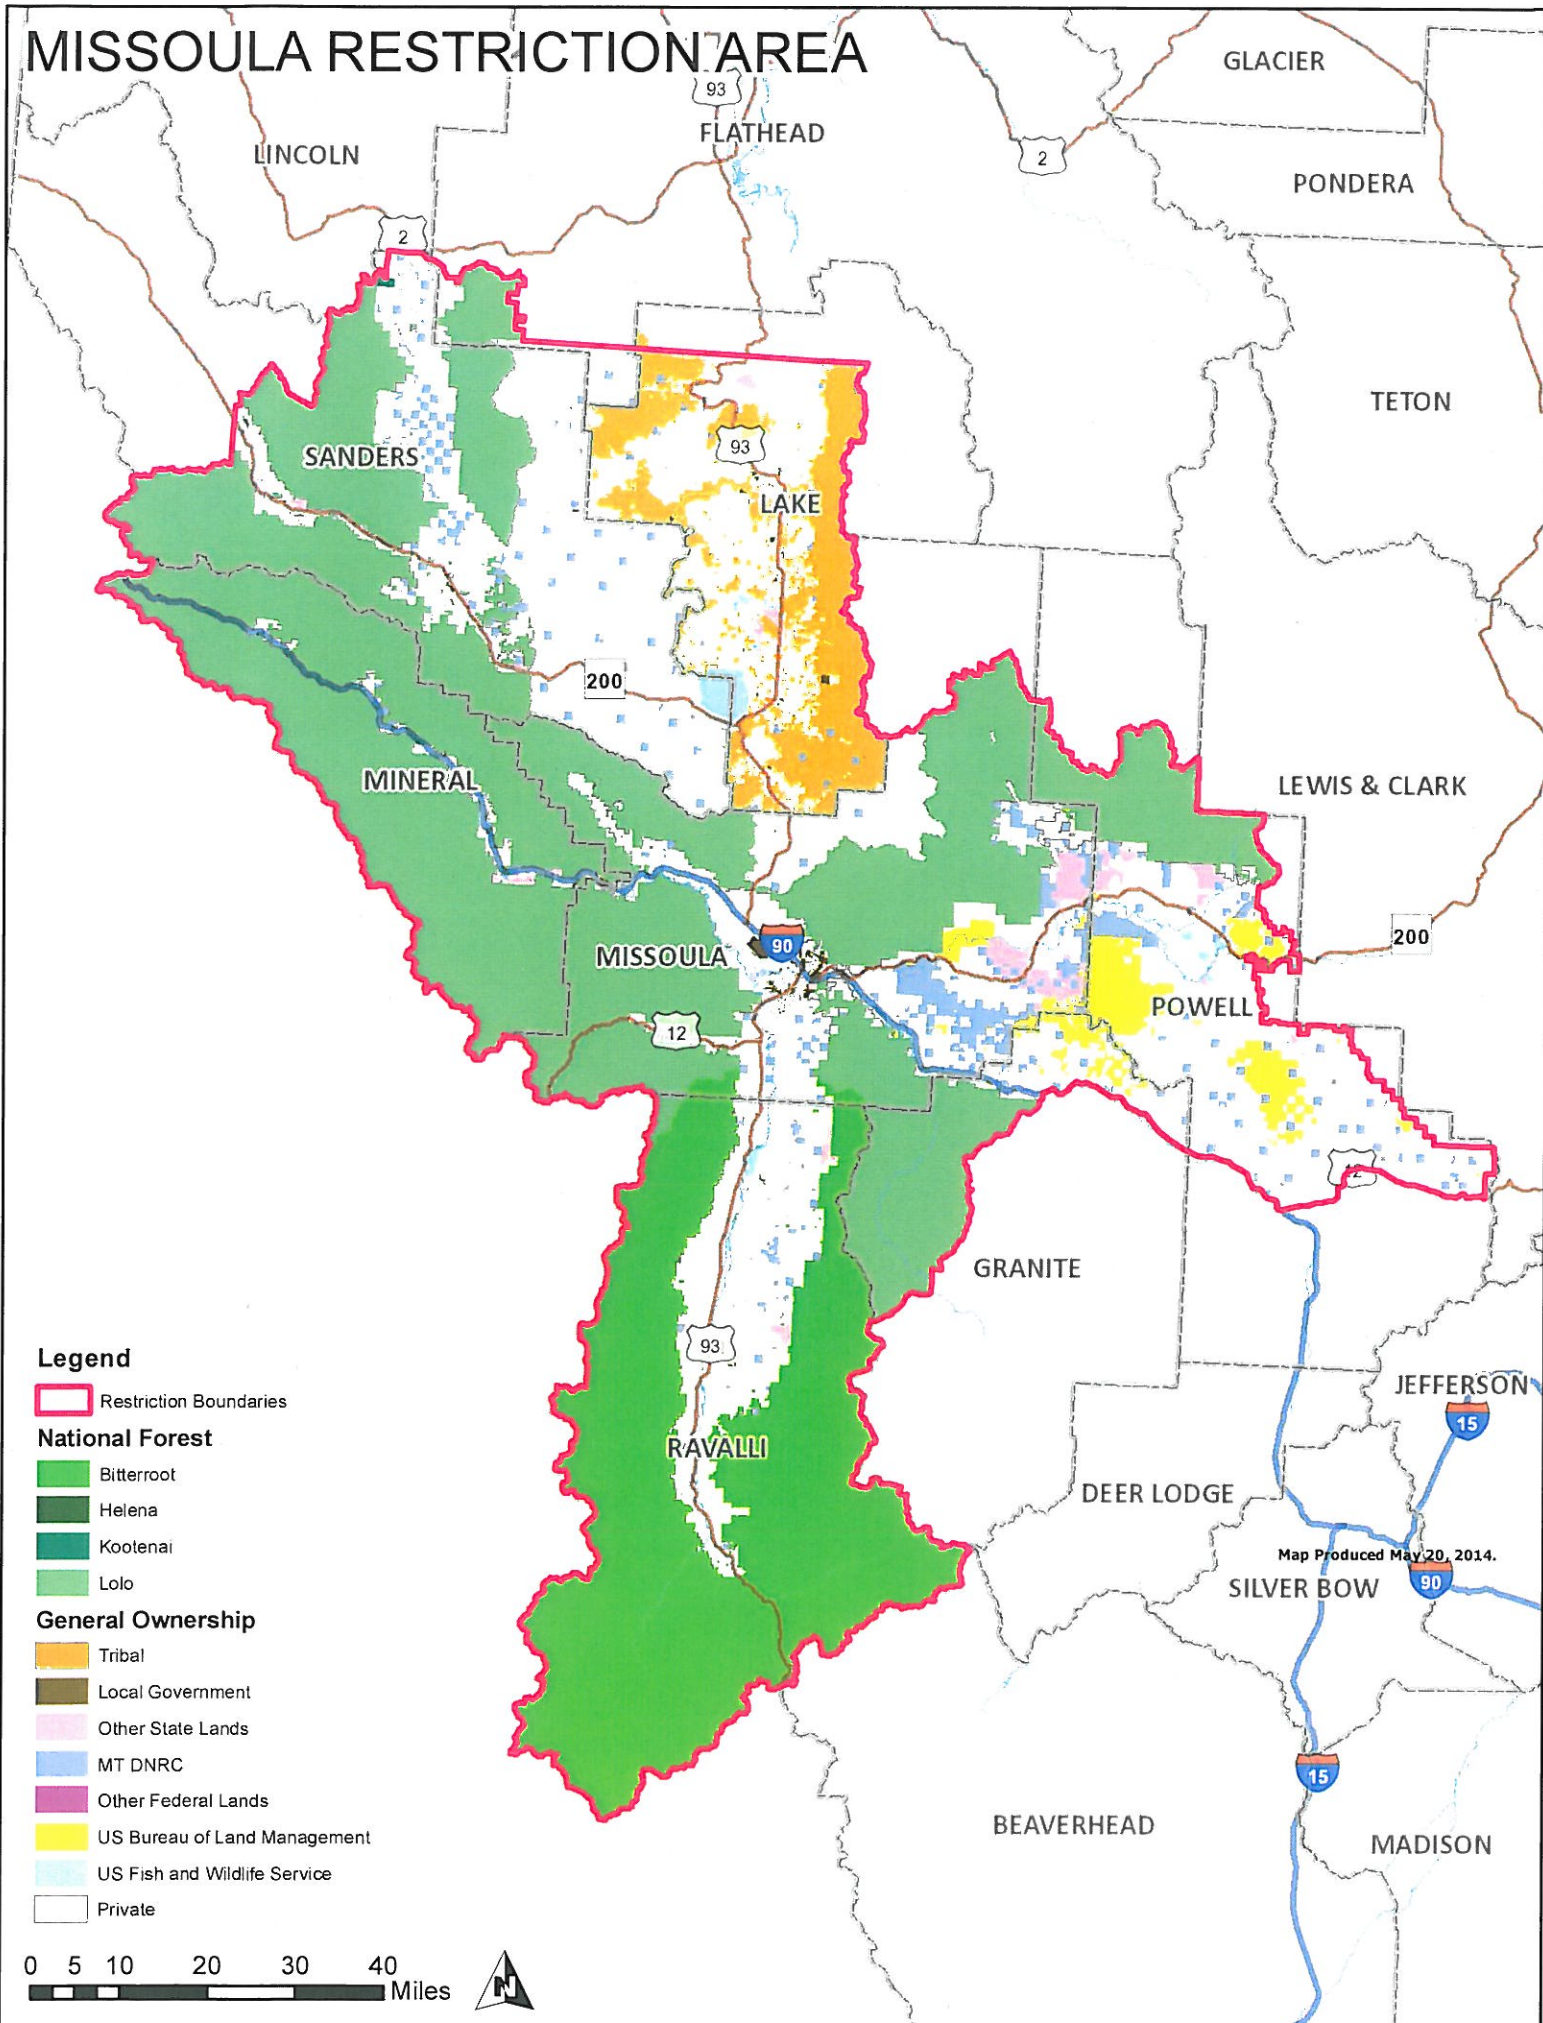 MISSOULA RESTRICTION AREA
GLACIER
93
FLATHEAD
LINCOLN
2
PONDERA
2
TETON
93
SANDERS
LAKE
200
MINERAL
LEWIS & CLARK
200
90
MISSOULA
POWELL
12
12
GRANITE
93
JEFFERSON
15
RAVALLI
DEER LODGE
Map Produced May 20, 2014.
SILVER BOW
90
15
BEAVERHEAD
MADISON
Legend
Restriction Boundaries
National Forest
Bitterroot
Helena
Kootenai
Lolo
General Ownership
Tribal
Local Government
Other State Lands
MT DNRC
Other Federal Lands
US Bureau of Land Management
US Fish and Wildlife Service
Private
0 5 10 20 30 40
Miles
N